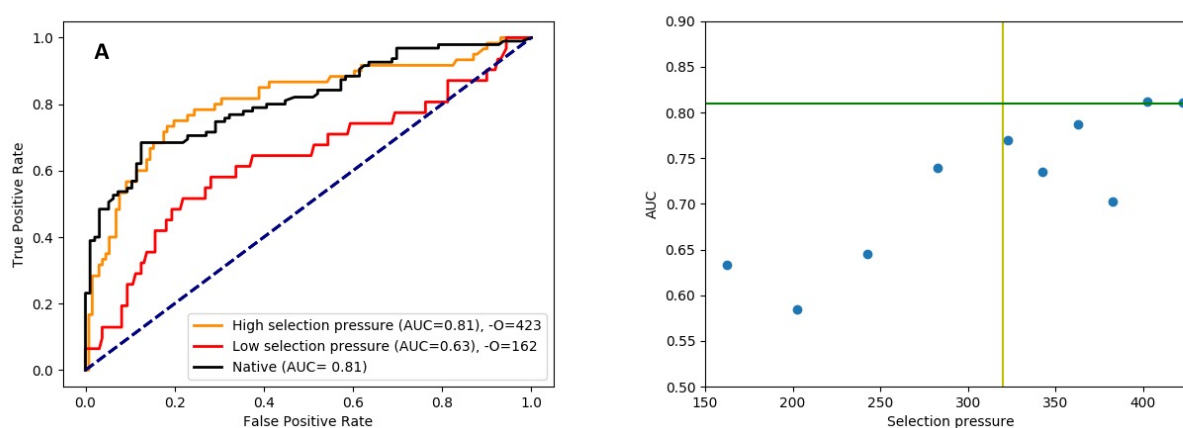 A
True Positive Rate
1.0
0.8
0.6
0.4
0.2
0.0
High selection pressure (AUC=0.81), -O=423
Low selection pressure (AUC=0.63), -O=162
Native (AUC= 0.81)
0.0 0.2 0.4 0.6 0.8 1.0
False Positive Rate
AUC
0.90
0.85
0.80
0.75
0.70
0.65
0.60
0.55
0.50
150 200 250 300 350 400
Selection pressure